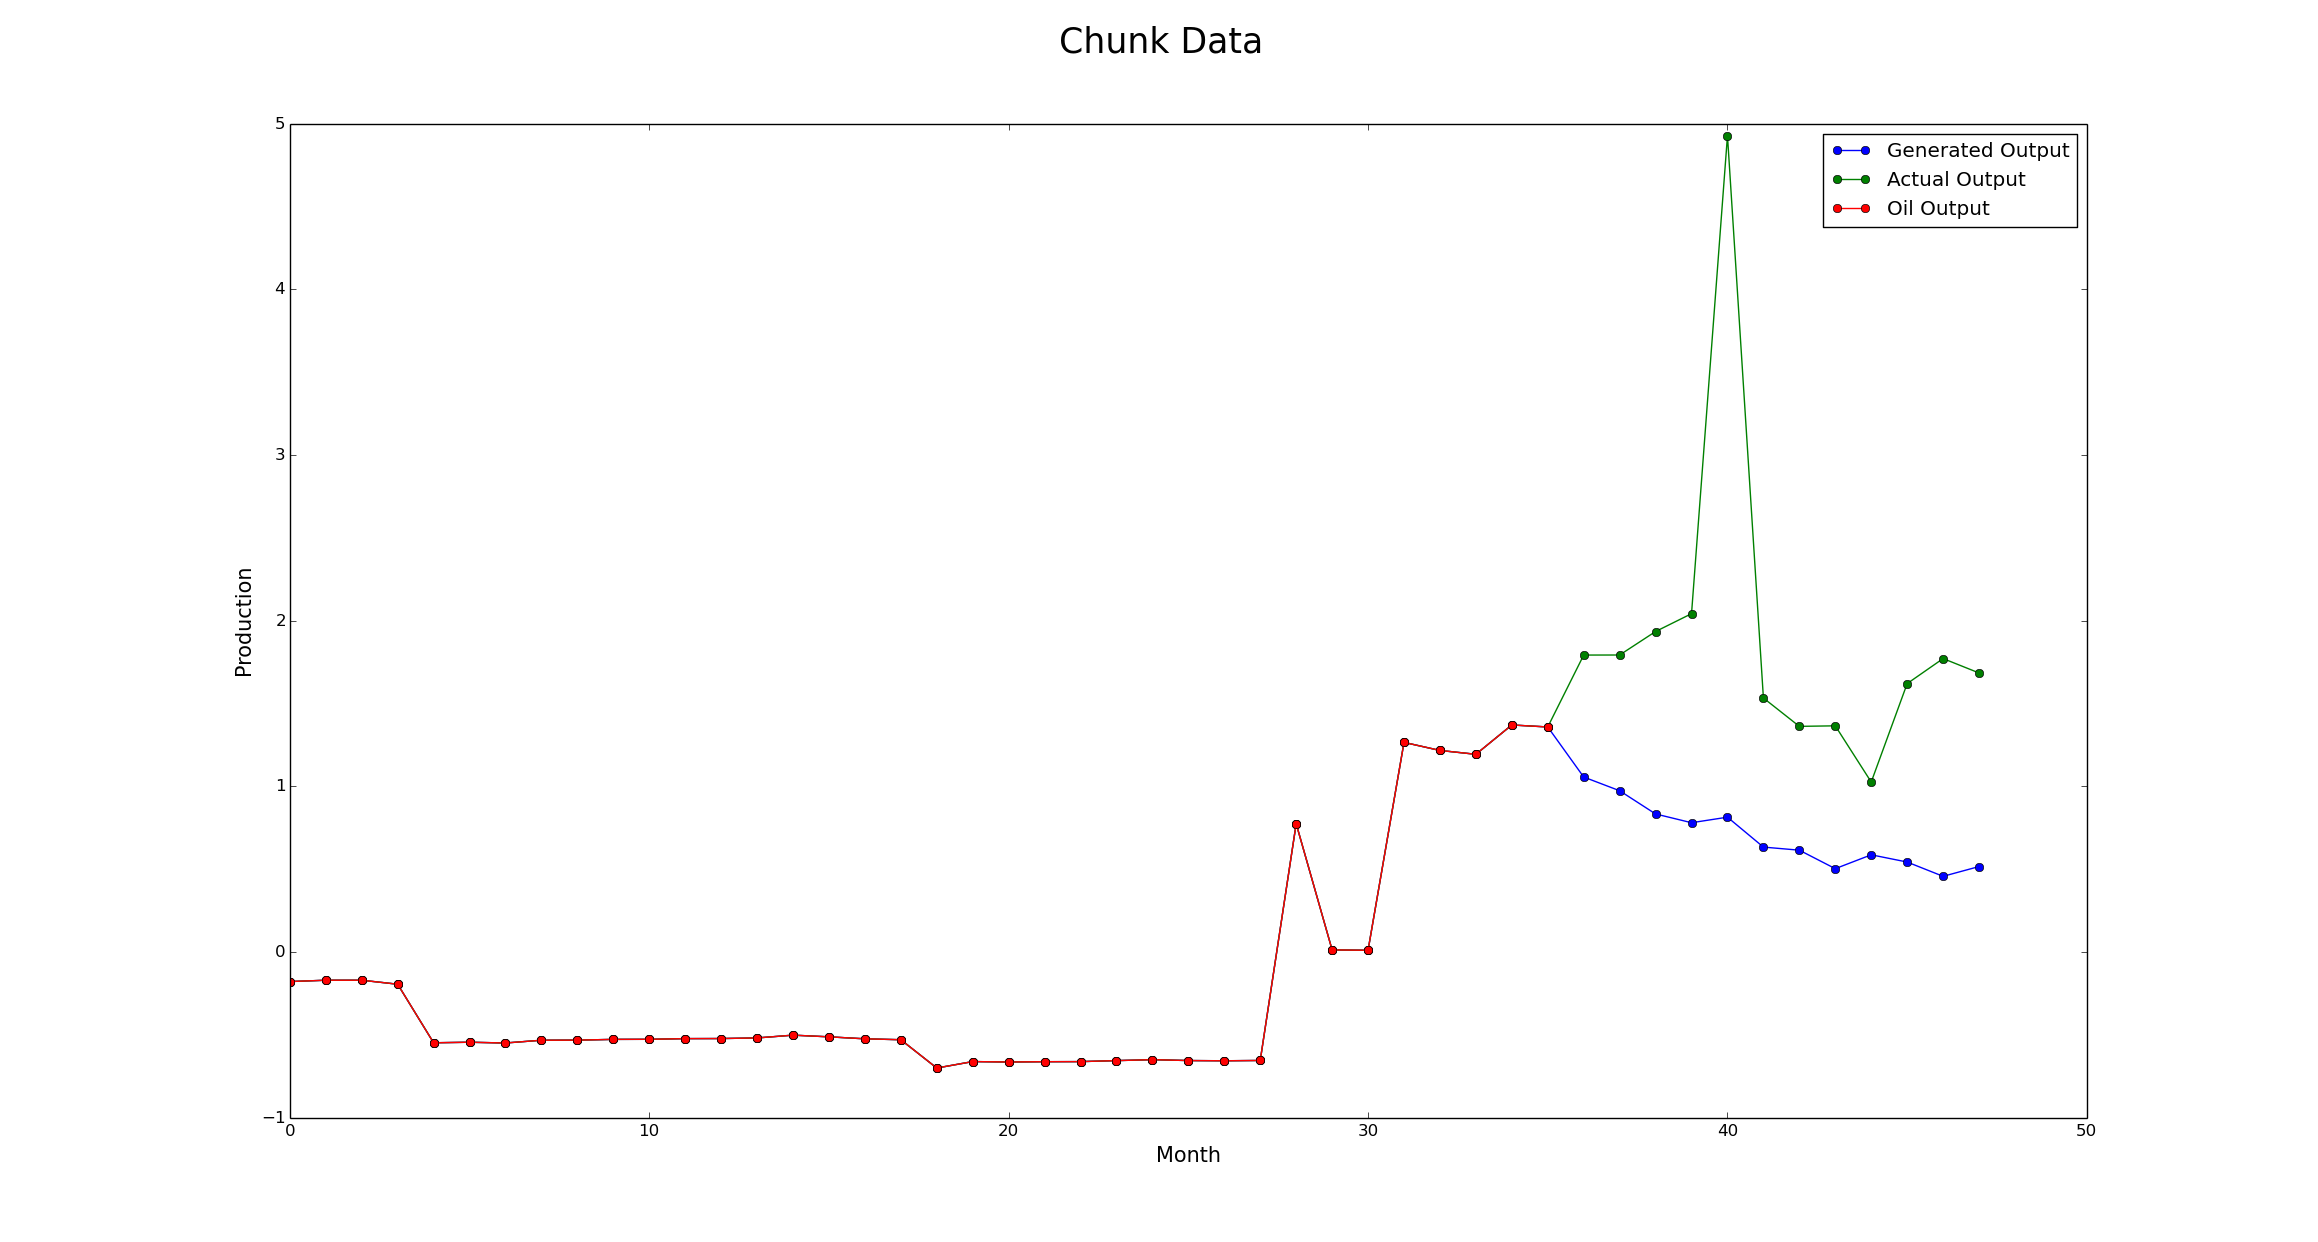 Chunk Data
5
4
3
2
1
0
−1
Production
0 10 20 30 40 50
Month
Generated Output
Actual Output
Oil Output